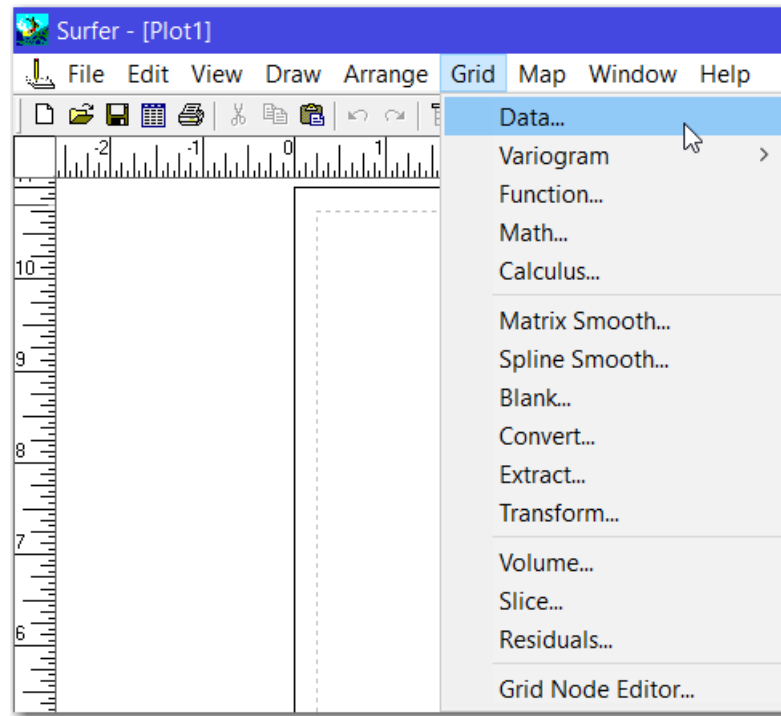 Surfer - [Plot1]
File Edit View Draw Arrange Grid Map Window Help
-2 -1 0 1
Data...
Variogram
Function...
Math...
10
Calculus...
Matrix Smooth...
9
Spline Smooth...
Blank...
8
Convert...
Extract...
Transform...
7
Volume...
Slice...
6
Residuals...
Grid Node Editor...